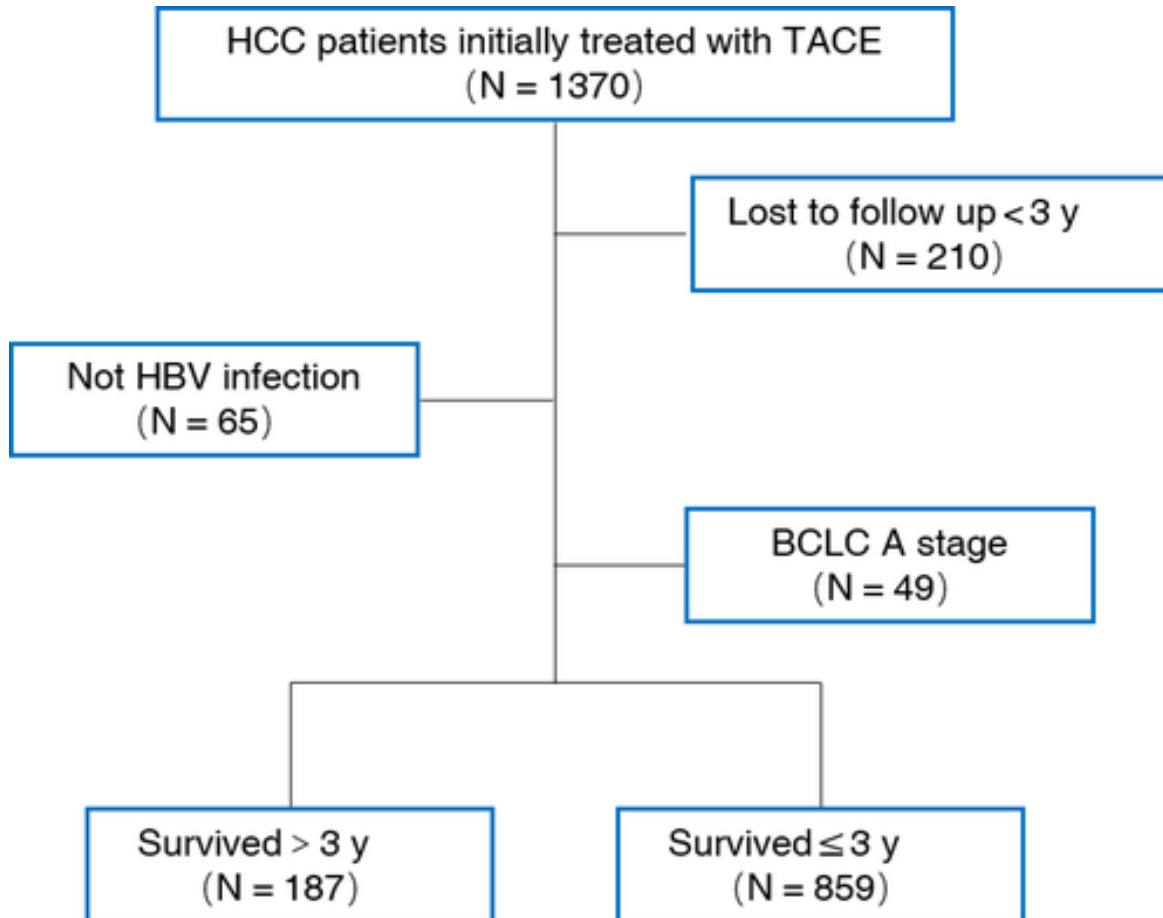 HCC patients initially treated with TACE
(N = 1370)
Lost to follow up < 3 y
(N = 210)
Not HBV infection
(N = 65)
BCLC A stage
(N = 49)
Survived > 3 y
(N = 187)
Survived ≦ 3 y
(N = 859)